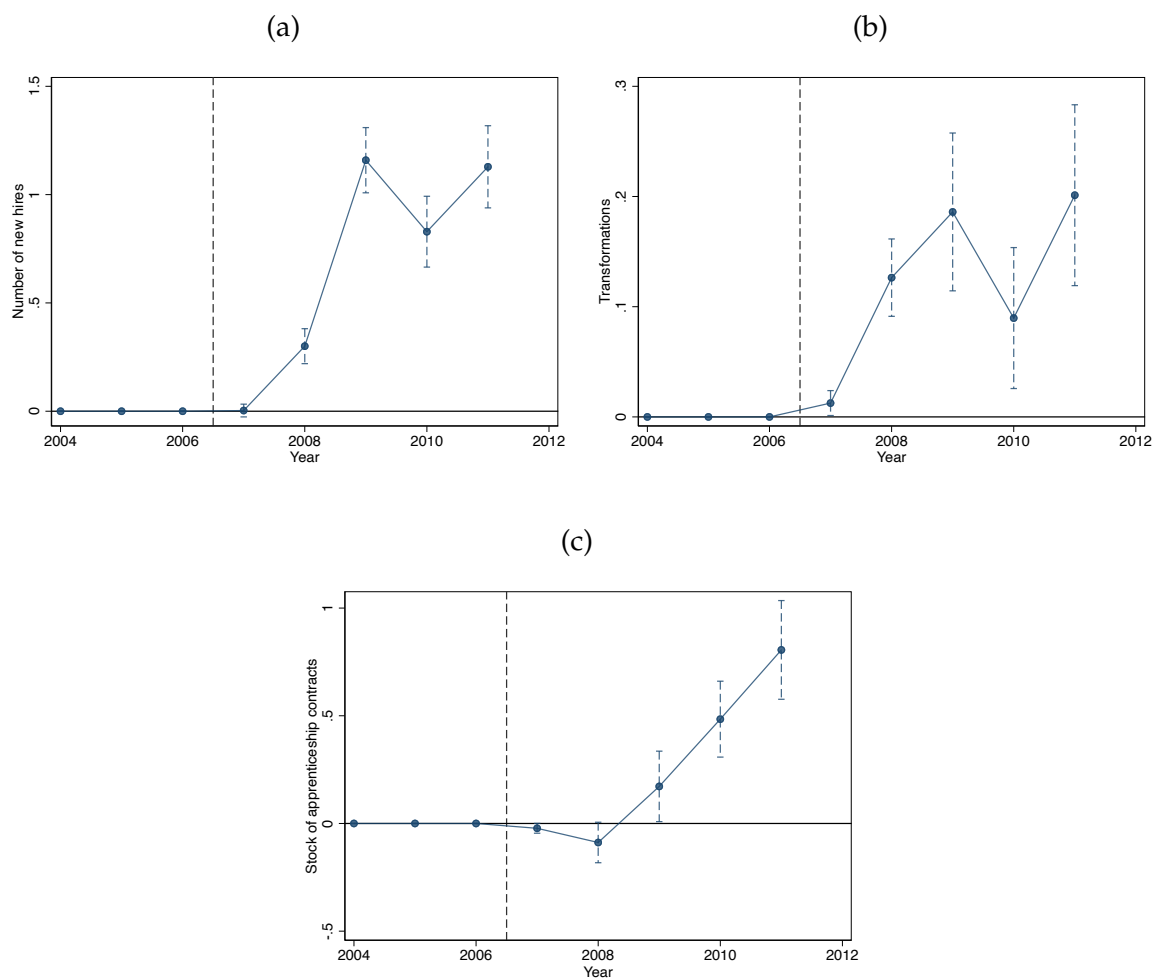 (a)
Number of new hires
1.5
1
.5
0
2004 2006 2008 2010 2012
Year
(b)
Transformations
.3
.2
.1
0
2004 2006 2008 2010 2012
Year
(c)
Stock of apprenticeship contracts
1
.5
0
-.5
2004 2006 2008 2010 2012
Year